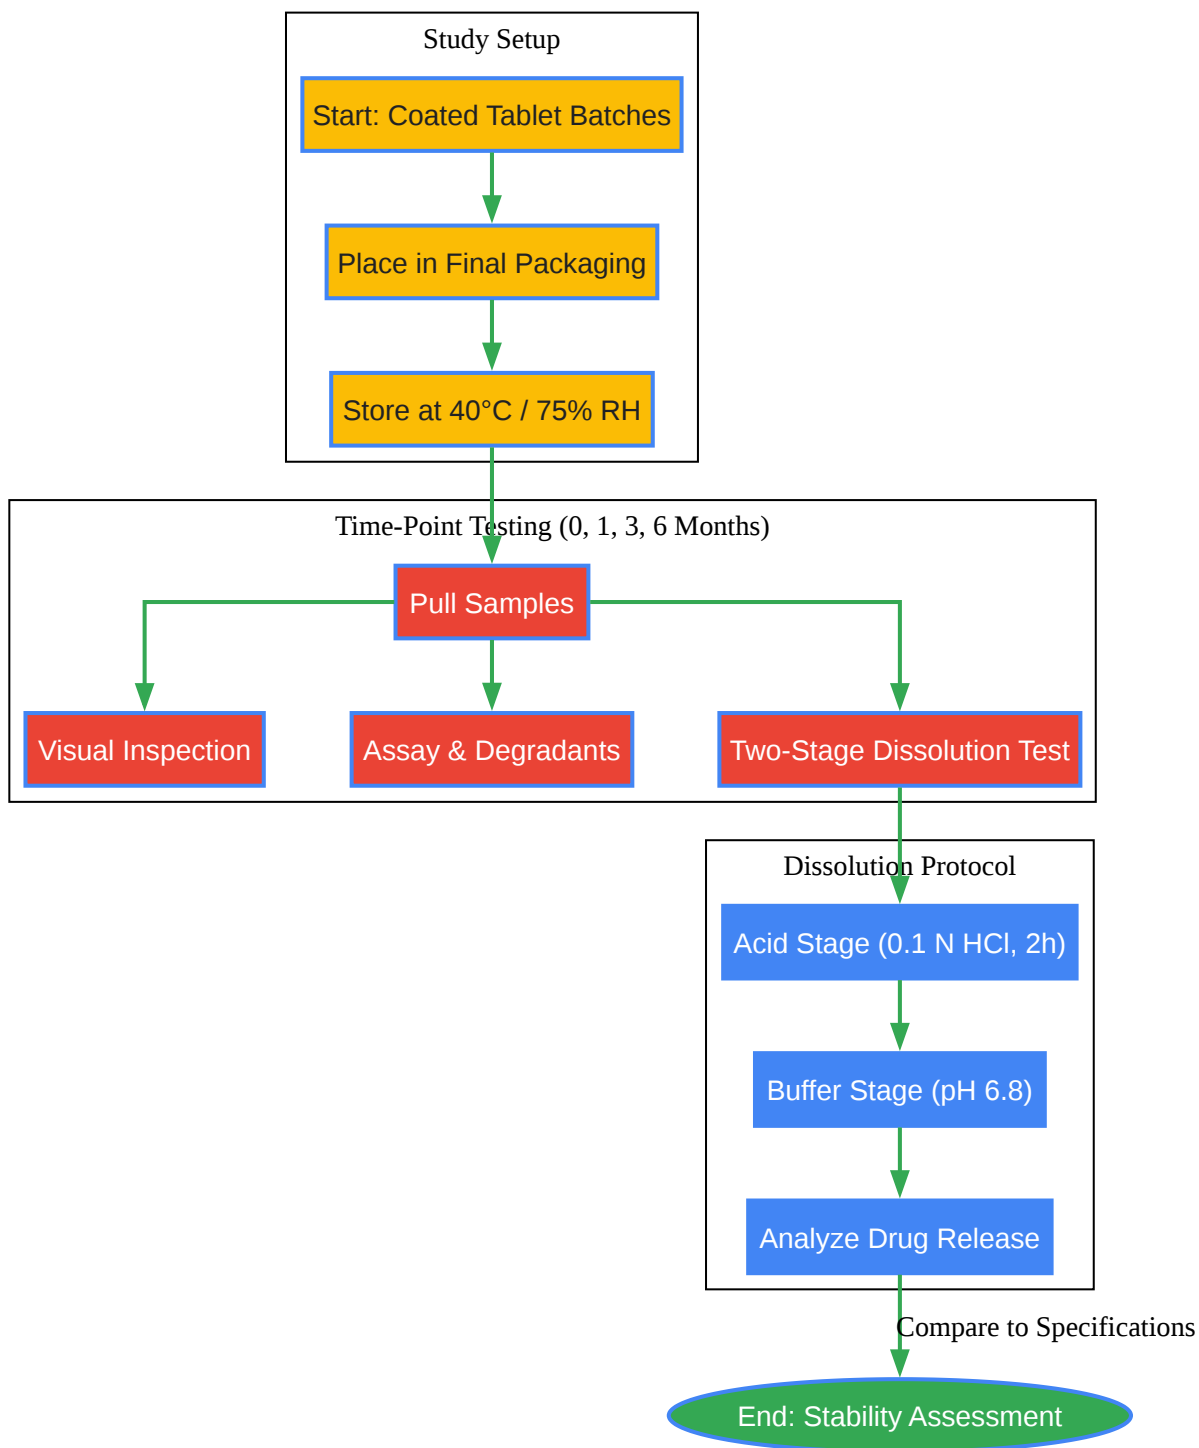 Study Setup
Start: Coated Tablet Batches
Place in Final Packaging
Store at 40°C / 75% RH
Time-Point Testing (0, 1, 3, 6 Months)
Pull Samples
Visual Inspection
Assay & Degradants
Two-Stage Dissolution Test
Dissolution Protocol
Acid Stage (0.1 N HCl, 2h)
Buffer Stage (pH 6.8)
Analyze Drug Release
Compare to Specifications
End: Stability Assessment